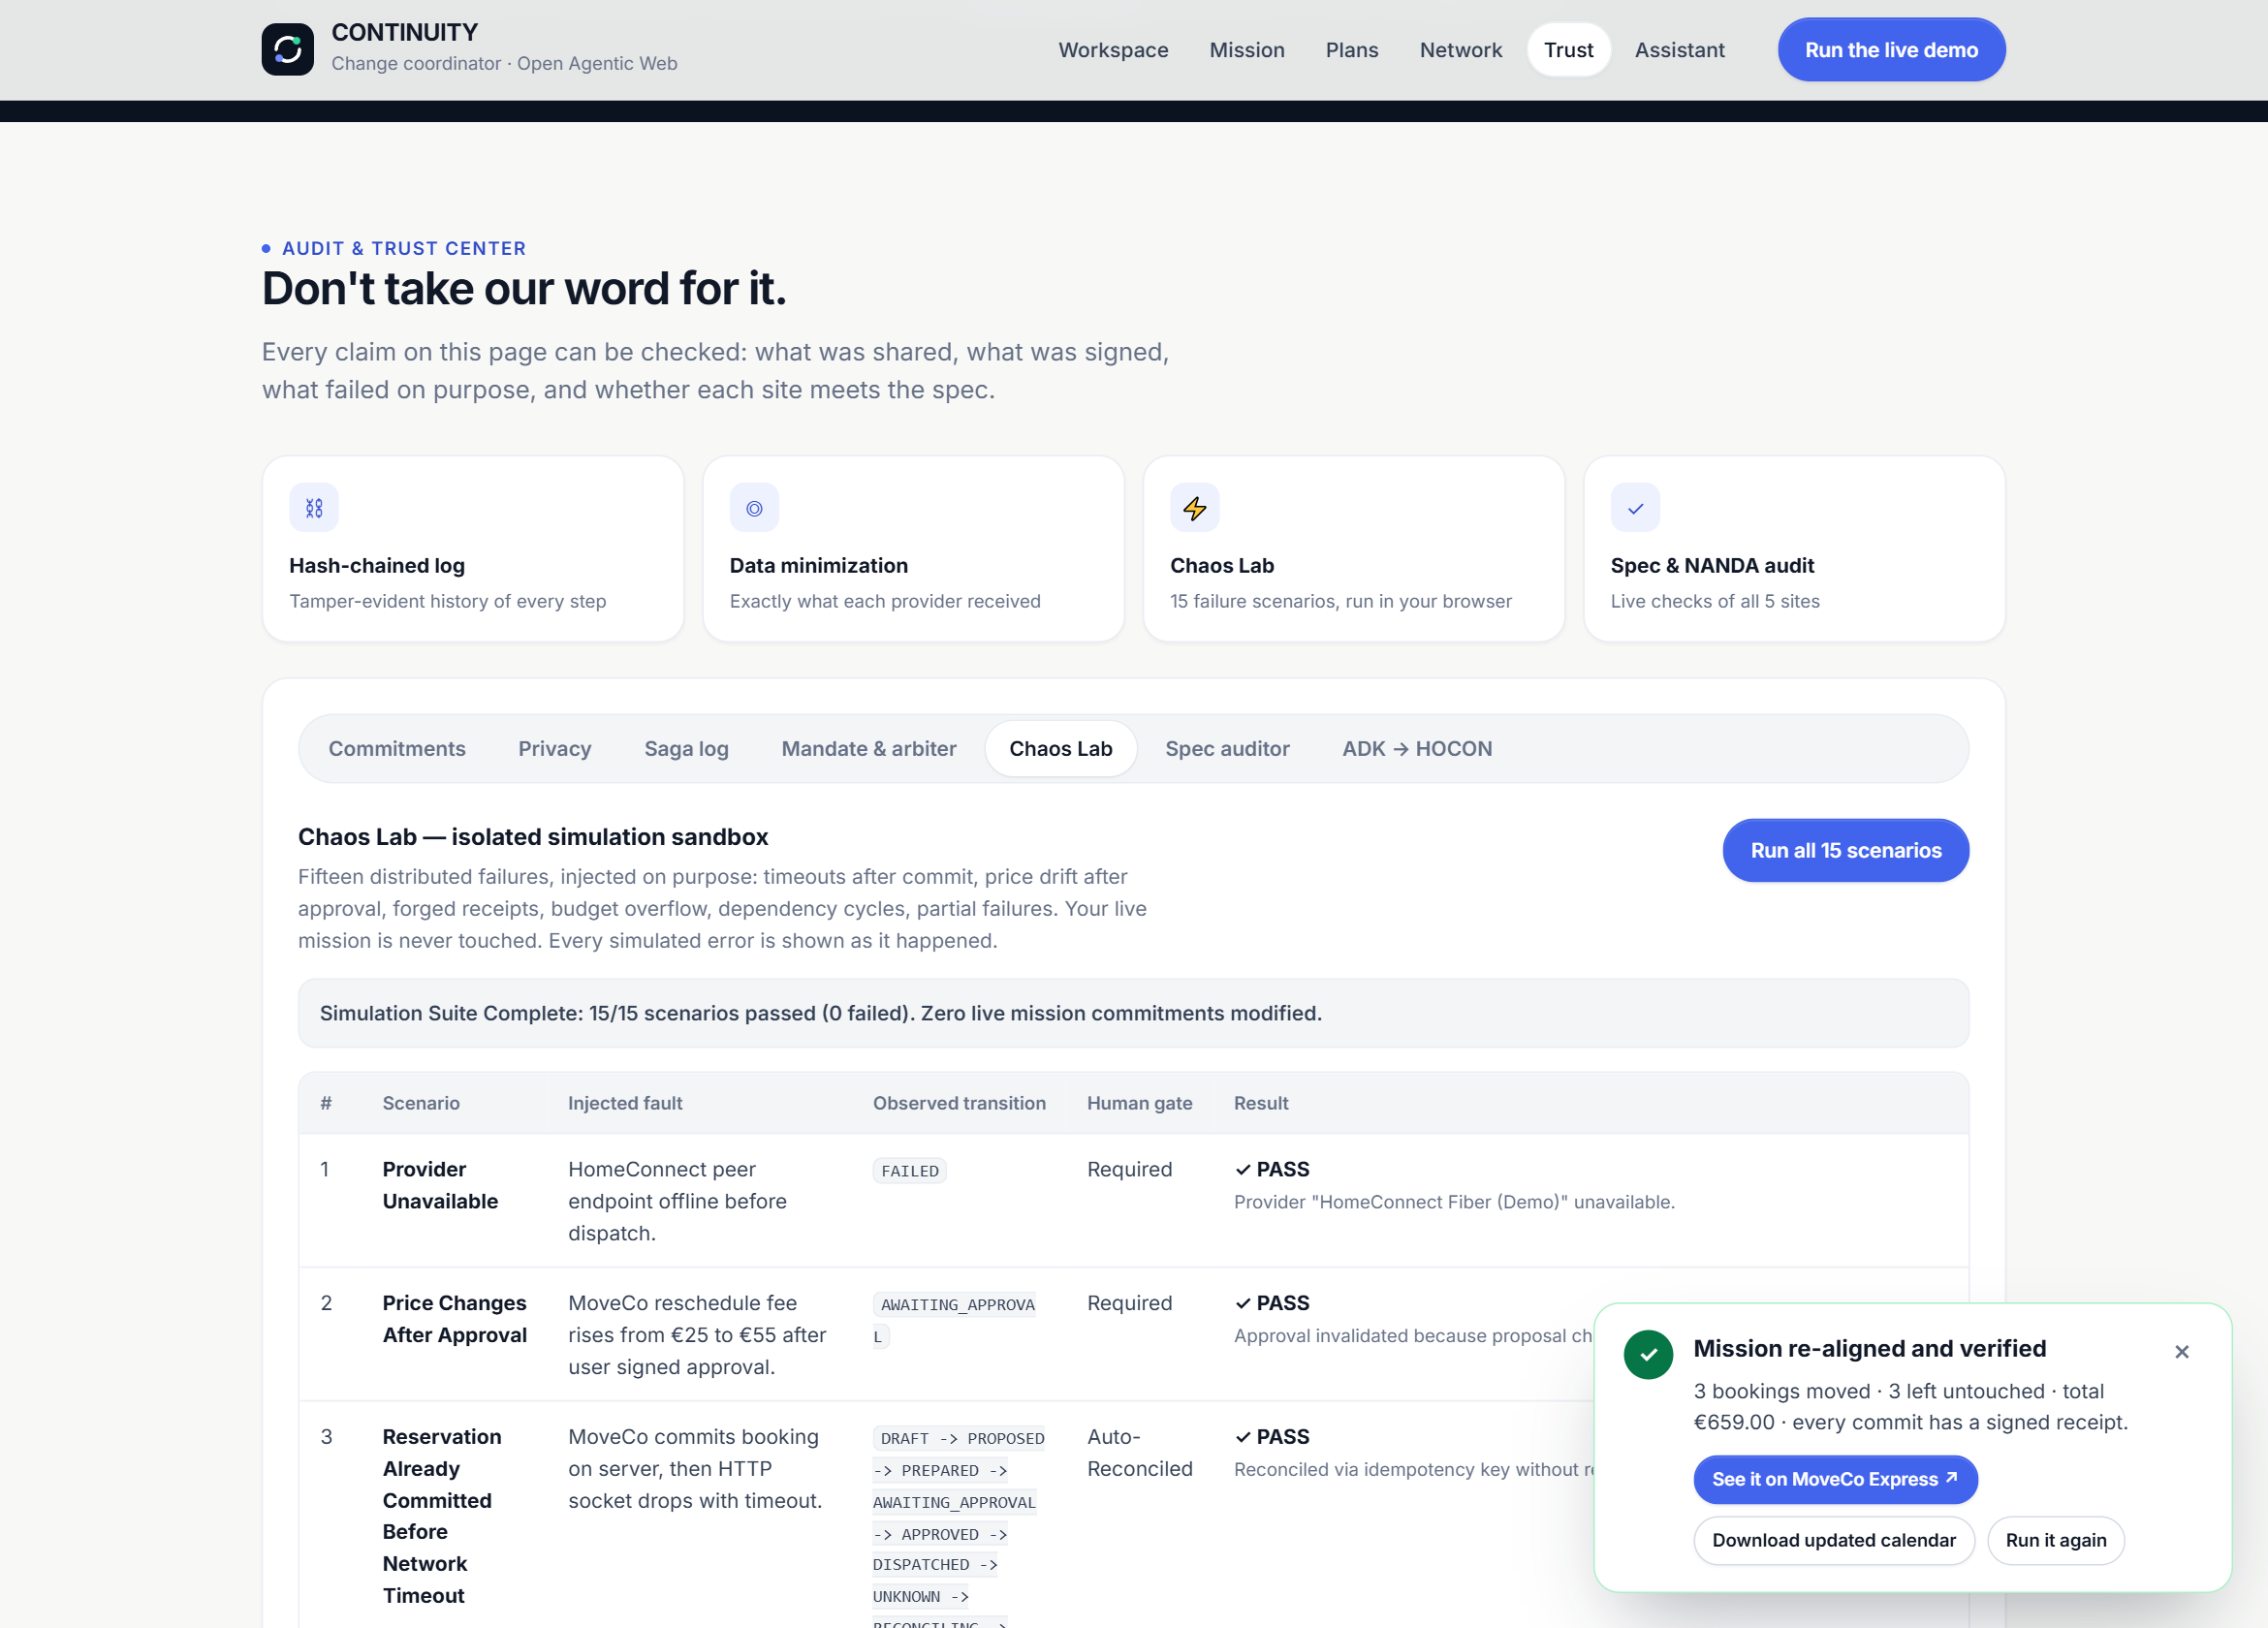 CONTINUITY
Change coordinator · Open Agentic Web
Workspace Mission Plans Network Trust Assistant Run the live demo
AUDIT & TRUST CENTER
Don't take our word for it.
Every claim on this page can be checked: what was shared, what was signed,
what failed on purpose, and whether each site meets the spec.
Hash-chained log
Tamper-evident history of every step
Data minimization
Exactly what each provider received
Chaos Lab
15 failure scenarios, run in your browser
Spec & NANDA audit
Live checks of all 5 sites
Commitments Privacy Saga log Mandate & arbiter Chaos Lab Spec auditor ADK → HOCON
Chaos Lab — isolated simulation sandbox
Run all 15 scenarios
Fifteen distributed failures, injected on purpose: timeouts after commit, price drift after
approval, forged receipts, budget overflow, dependency cycles, partial failures. Your live
mission is never touched. Every simulated error is shown as it happened.
Simulation Suite Complete: 15/15 scenarios passed (0 failed). Zero live mission commitments modified.
# Scenario Injected fault Observed transition Human gate Result
1
Provider
Unavailable
HomeConnect peer
endpoint offline before
dispatch.
FAILED
Required
✓ PASS
Provider "HomeConnect Fiber (Demo)" unavailable.
2
Price Changes
After Approval
MoveCo reschedule fee
rises from €25 to €55 after
user signed approval.
AWAITING_APPROVA
L
Required
✓ PASS
Approval invalidated because proposal ch
3
Reservation
Already
Committed
Before
Network
Timeout
MoveCo commits booking
on server, then HTTP
socket drops with timeout.
DRAFT -> PROPOSED
-> PREPARED ->
AWAITING_APPROVAL
-> APPROVED ->
DISPATCHED ->
UNKNOWN ->
RECONCILING ->
Auto-
Reconciled
✓ PASS
Reconciled via idempotency key without
Mission re-aligned and verified
3 bookings moved · 3 left untouched · total
€659.00 · every commit has a signed receipt.
See it on MoveCo Express ↗
Download updated calendar
Run it again